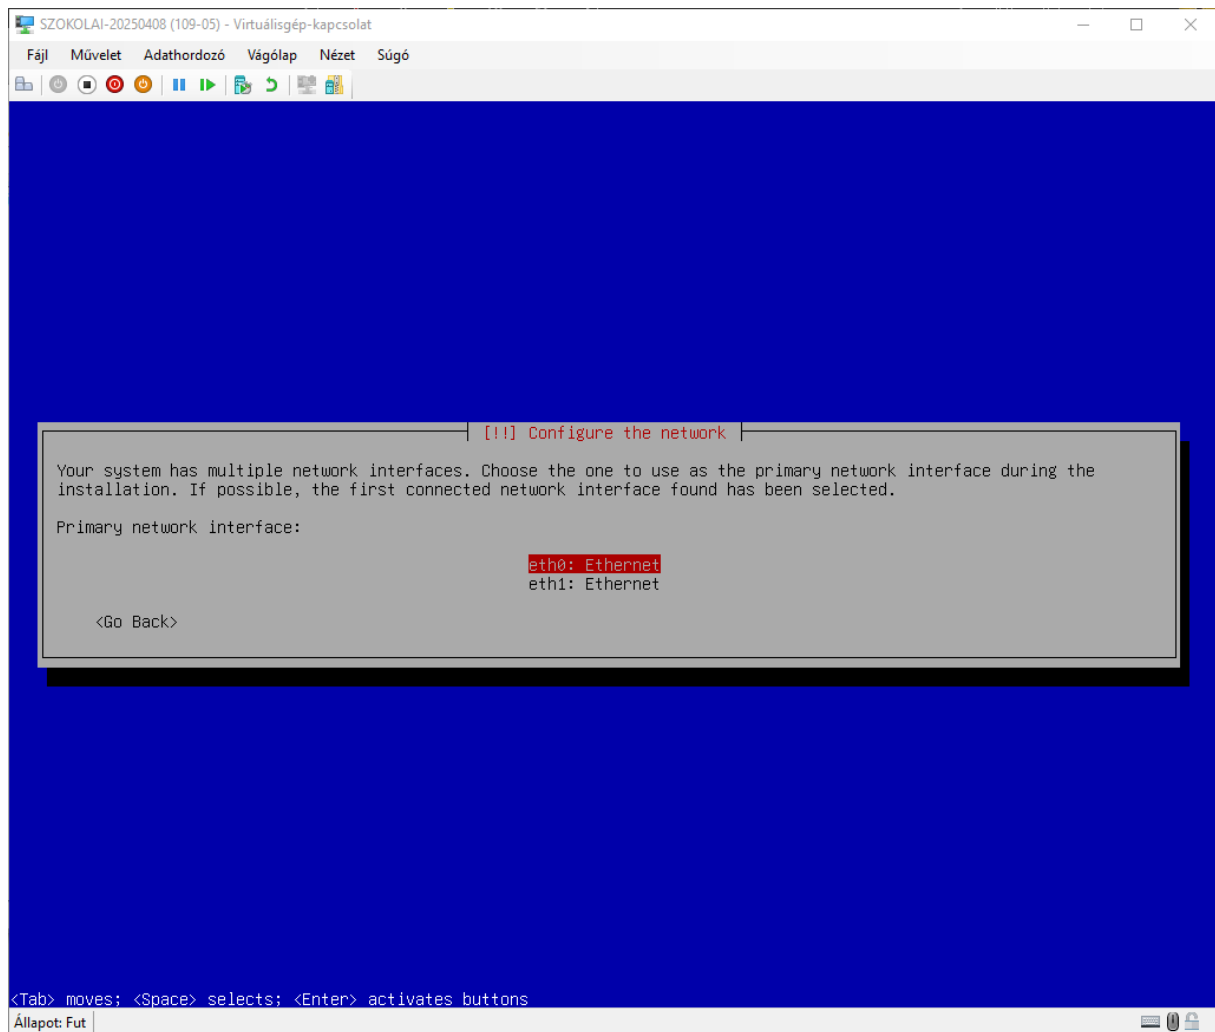 SZOKOLAI-20250408 (109-05) - Virtuálisgép-kapcsolat
Fájl Művelet Adathordozó Vágólap Nézet Súgó
[!!] Configure the network
Your system has multiple network interfaces. Choose the one to use as the primary network interface during the
installation. If possible, the first connected network interface found has been selected.
Primary network interface:
eth0: Ethernet
eth1: Ethernet
<Go Back>
<Tab> moves; <Space> selects; <Enter> activates buttons
Állapot: Fut